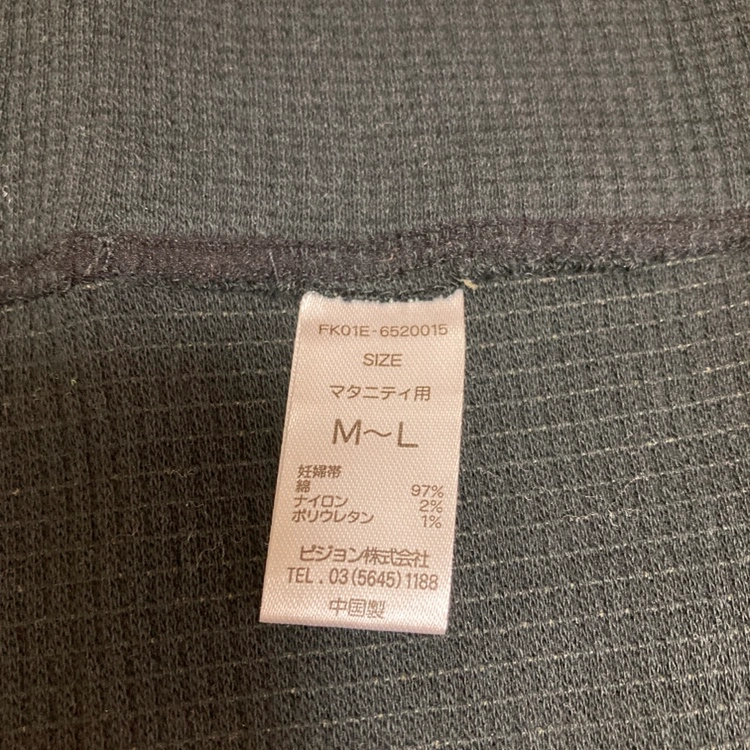 FK01E-6520015
SIZE
マタニティ用
M〜L
妊婦帯
綿 97%
ナイロン 2%
ポリウレタン 1%
ピジョン株式会社
TEL.03(5645)1188
中国製